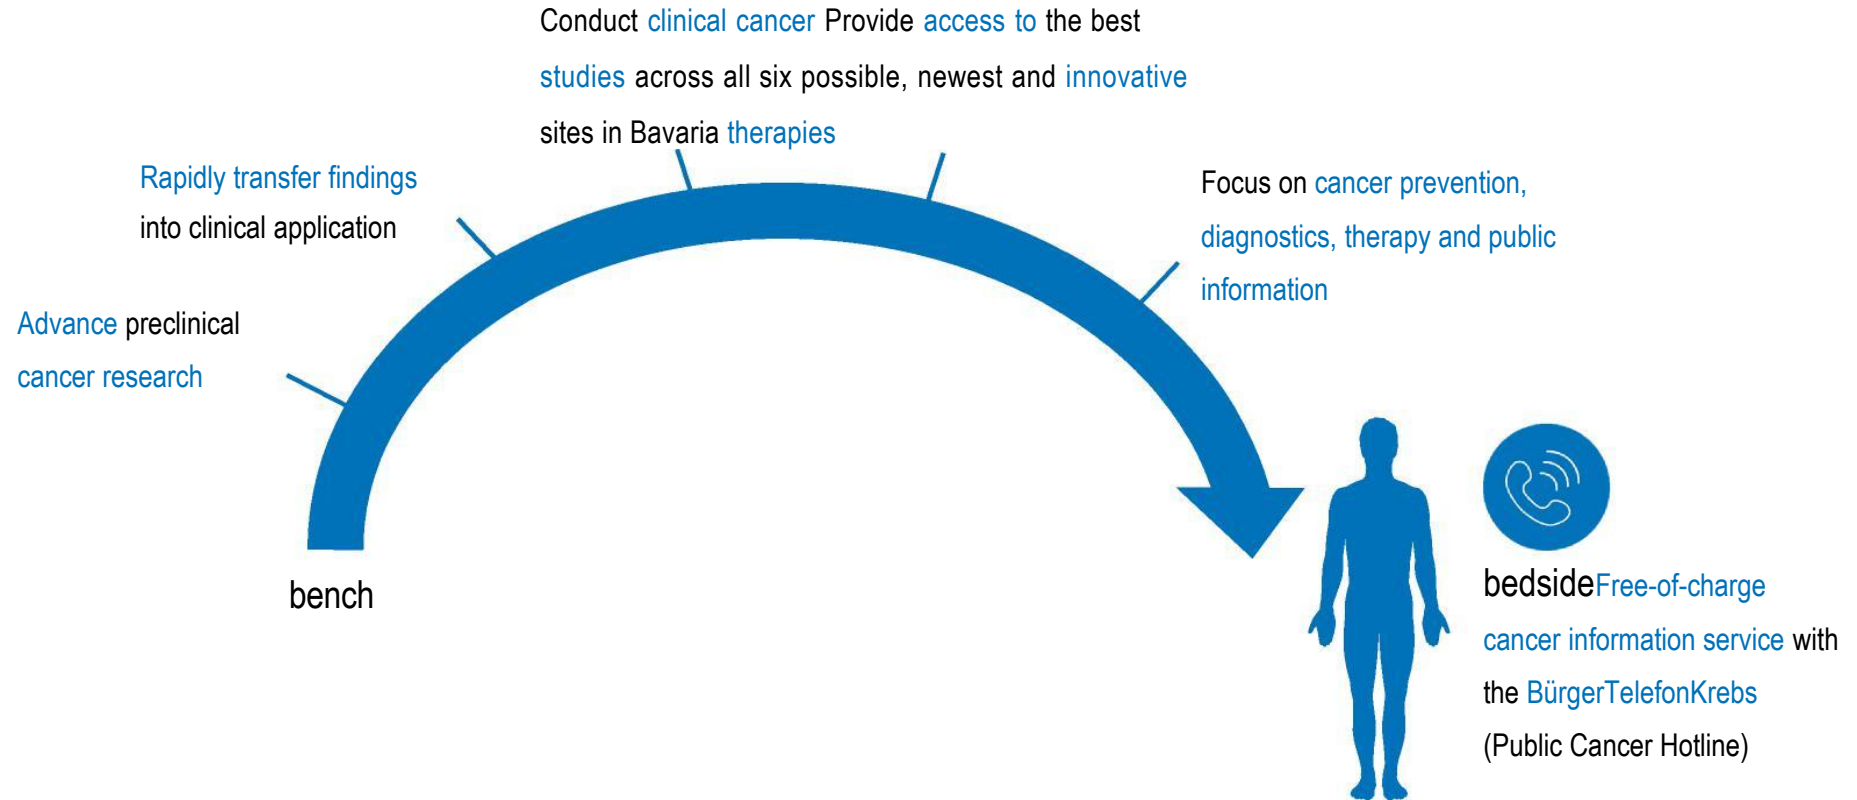 Conduct clinical cancer Provide access to the best
studies across all six possible, newest and innovative
sites in Bavaria therapies
Rapidly transfer findings
into clinical application
Focus on cancer prevention,
diagnostics, therapy and public
information
Advance preclinical
cancer research
bench
bedsideFree-of-charge
cancer information service with
the BürgerTelefonKrebs
(Public Cancer Hotline)